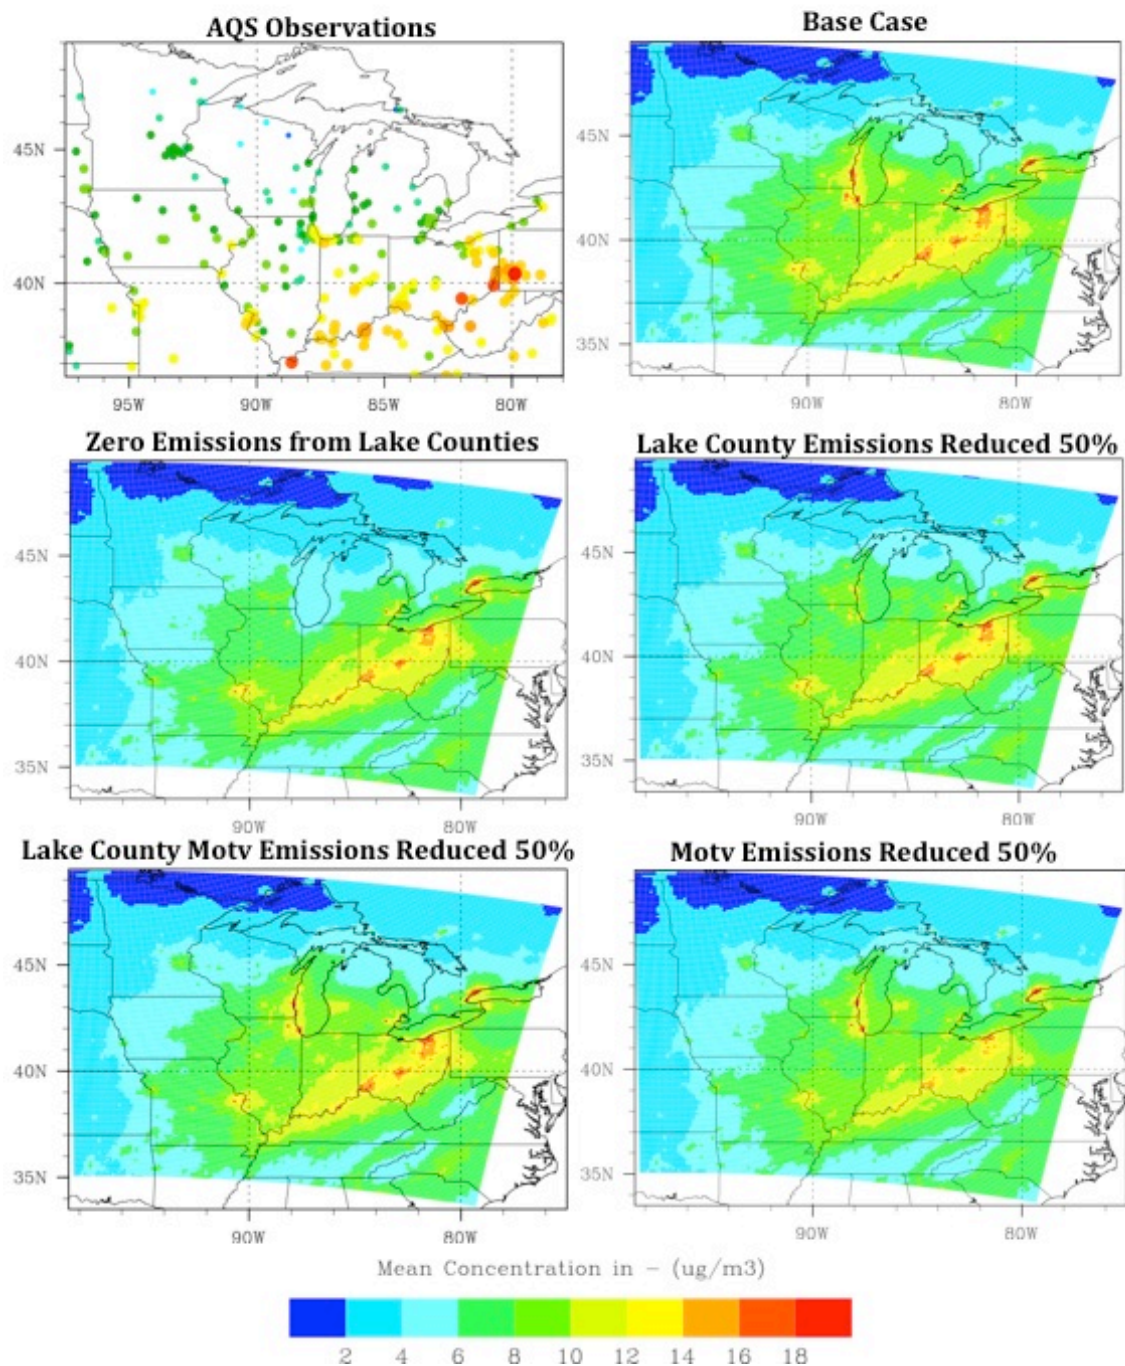 AQS Observations
Base Case
45N
40N
95W 90W 85W 80W
45N
40N
35N
90W 80W
Zero Emissions from Lake Counties
Lake County Emissions Reduced 50%
45N
40N
35N
90W 80W
45N
40N
35N
90W 80W
Lake County Motv Emissions Reduced 50%
Motv Emissions Reduced 50%
45N
40N
35N
90W 80W
45N
40N
35N
90W 80W
Mean Concentration in - (ug/m3)
2 4 6 8 10 12 14 16 18